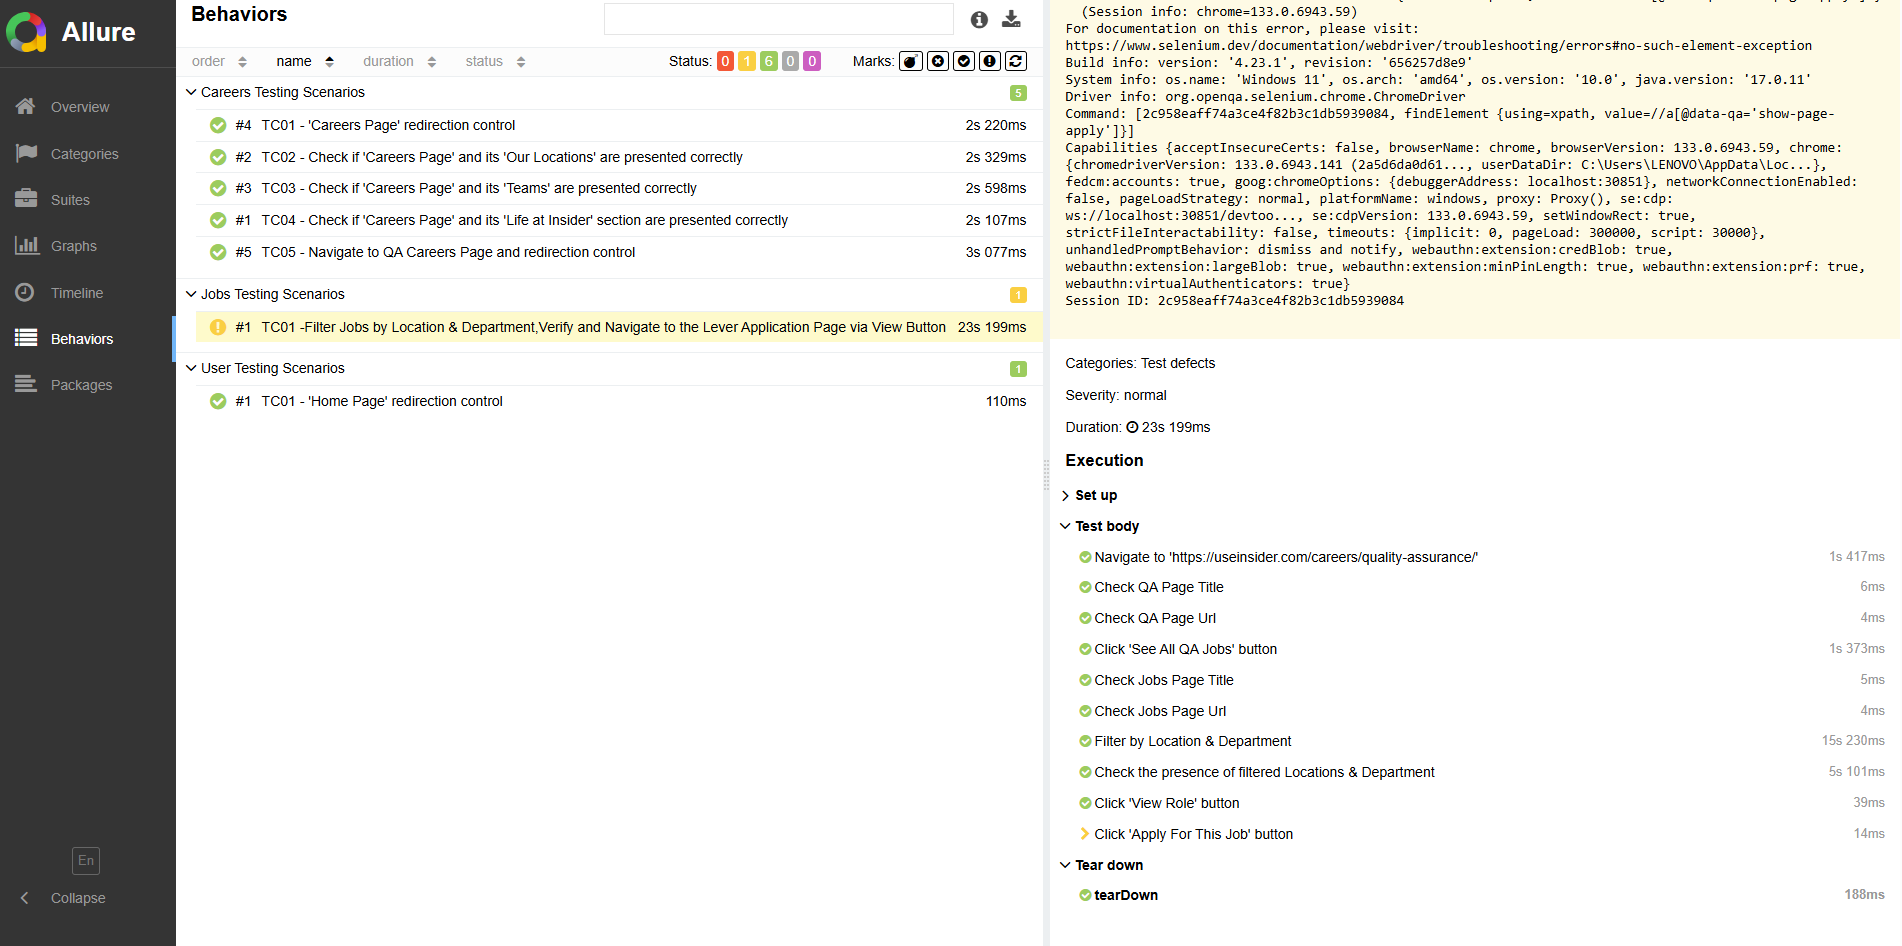 Allure
Overview
Categories
Suites
Graphs
Timeline
Behaviors
Packages
En
Collapse
Behaviors
order name duration status Status: 0 1 6 0 0 Marks:
Careers Testing Scenarios 5
#4 TC01 - 'Careers Page' redirection control 2s 220ms
#2 TC02 - Check if 'Careers Page' and its 'Our Locations' are presented correctly 2s 329ms
#3 TC03 - Check if 'Careers Page' and its 'Teams' are presented correctly 2s 598ms
#1 TC04 - Check if 'Careers Page' and its 'Life at Insider' section are presented correctly 2s 107ms
#5 TC05 - Navigate to QA Careers Page and redirection control 3s 077ms
Jobs Testing Scenarios 1
#1 TC01 -Filter Jobs by Location & Department,Verify and Navigate to the Lever Application Page via View Button 23s 199ms
User Testing Scenarios 1
#1 TC01 - 'Home Page' redirection control 110ms
(Session info: chrome=133.0.6943.59)
For documentation on this error, please visit:
https://www.selenium.dev/documentation/webdriver/troubleshooting/errors#no-such-element-exception
Build info: version: '4.23.1', revision: '656257d8e9'
System info: os.name: 'Windows 11', os.arch: 'amd64', os.version: '10.0', java.version: '17.0.11'
Driver info: org.openqa.selenium.chrome.ChromeDriver
Command: [2c958eaff74a3ce4f82b3c1db5939084, findElement {using=xpath, value=//a[@data-qa='show-page-
apply']}]
Capabilities {acceptInsecureCerts: false, browserName: chrome, browserVersion: 133.0.6943.59, chrome:
{chromedriverVersion: 133.0.6943.141 (2a5d6da0d61..., userDataDir: C:\Users\LENOVO\AppData\Loc...},
fedcm:accounts: true, goog:chromeOptions: {debuggerAddress: localhost:30851}, networkConnectionEnabled:
false, pageLoadStrategy: normal, platformName: windows, proxy: Proxy(), se:cdp:
ws://localhost:30851/devtoo..., se:cdpVersion: 133.0.6943.59, setWindowRect: true,
strictFileInteractability: false, timeouts: {implicit: 0, pageLoad: 300000, script: 30000},
unhandledPromptBehavior: dismiss and notify, webauthn:extension:credBlob: true,
webauthn:extension:largeBlob: true, webauthn:extension:minPinLength: true, webauthn:extension:prf: true,
webauthn:virtualAuthenticators: true}
Session ID: 2c958eaff74a3ce4f82b3c1db5939084
Categories: Test defects
Severity: normal
Duration: 23s 199ms
Execution
Set up
Test body
Navigate to 'https://useinsider.com/careers/quality-assurance/' 1s 417ms
Check QA Page Title 6ms
Check QA Page Url 4ms
Click 'See All QA Jobs' button 1s 373ms
Check Jobs Page Title 5ms
Check Jobs Page Url 4ms
Filter by Location & Department 15s 230ms
Check the presence of filtered Locations & Department 5s 101ms
Click 'View Role' button 39ms
Click 'Apply For This Job' button 14ms
Tear down
tearDown 188ms